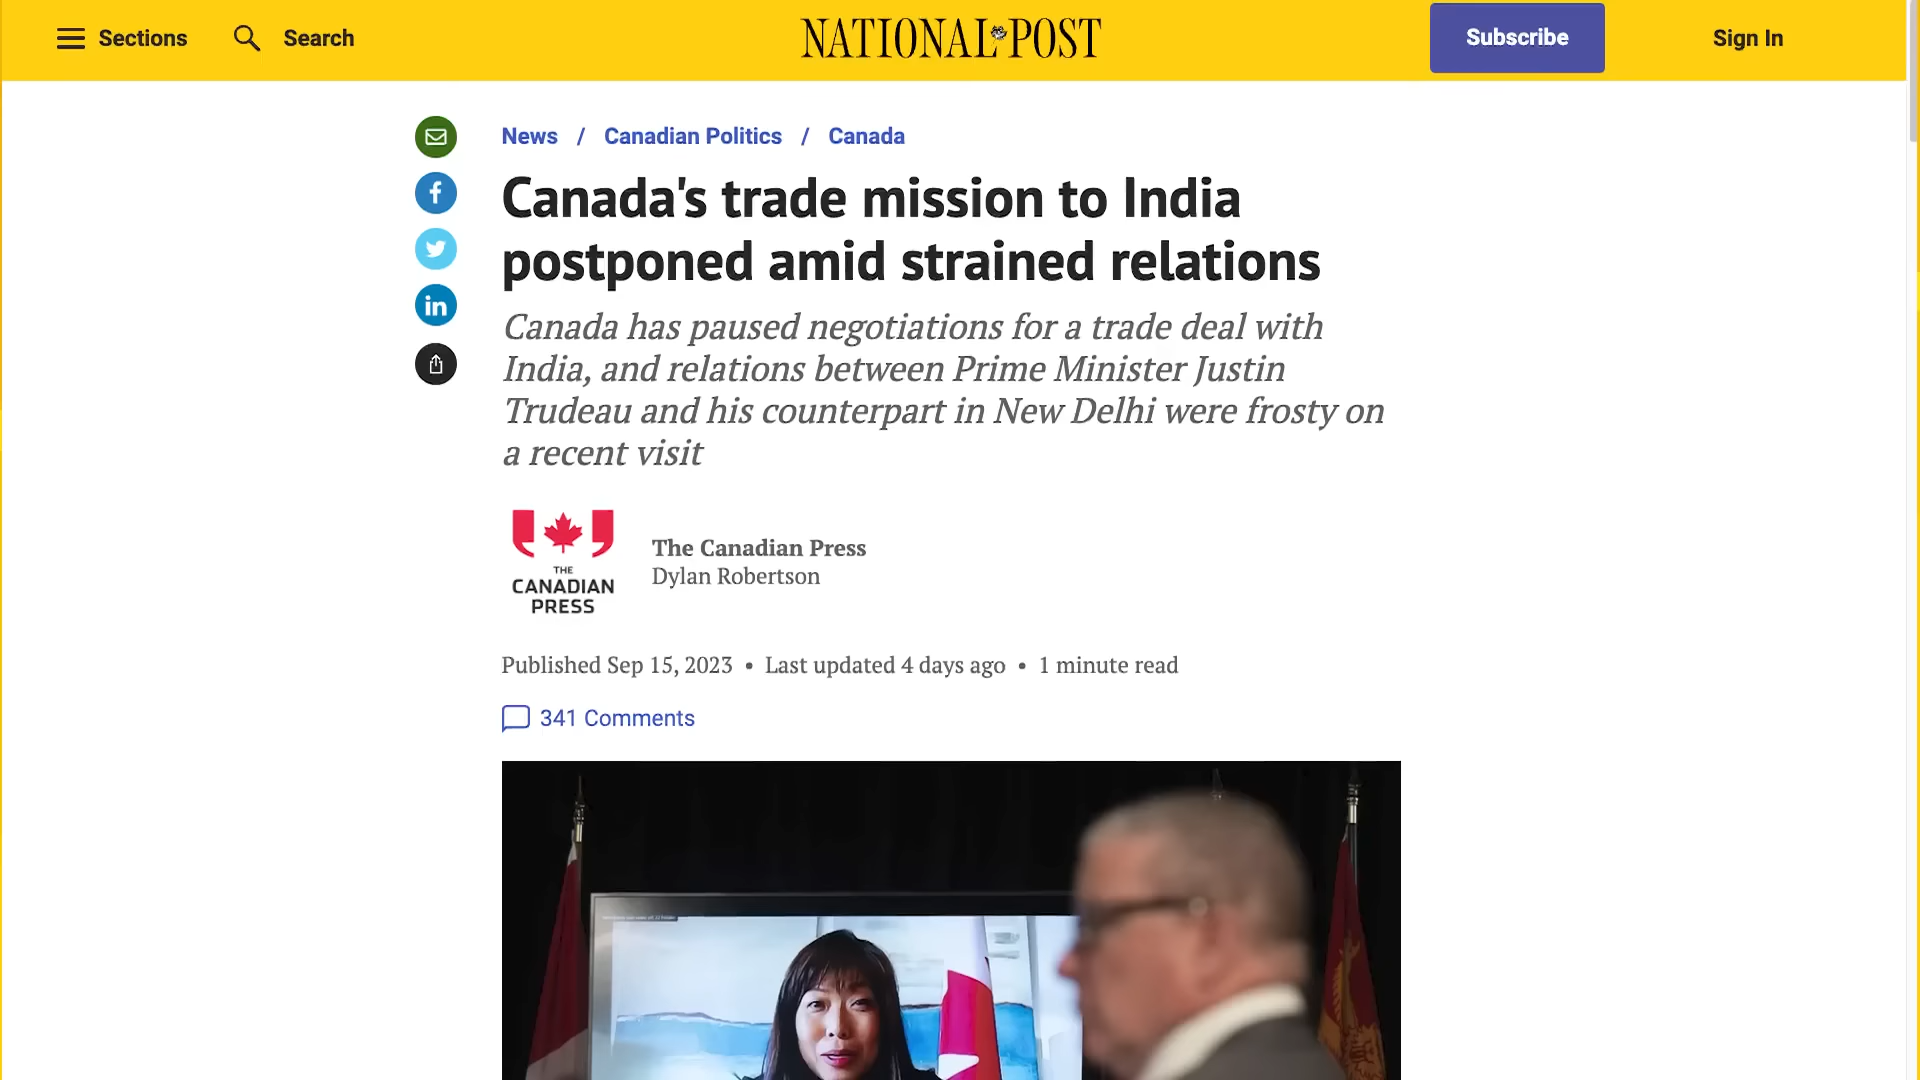 Sections
Search
NATIONAL POST
Subscribe
Sign In
News / Canadian Politics / Canada
Canada's trade mission to India
postponed amid strained relations
Canada has paused negotiations for a trade deal with
India, and relations between Prime Minister Justin
Trudeau and his counterpart in New Delhi were frosty on
a recent visit
THE
CANADIAN
PRESS
The Canadian Press
Dylan Robertson
Published Sep 15, 2023 • Last updated 4 days ago • 1 minute read
341 Comments